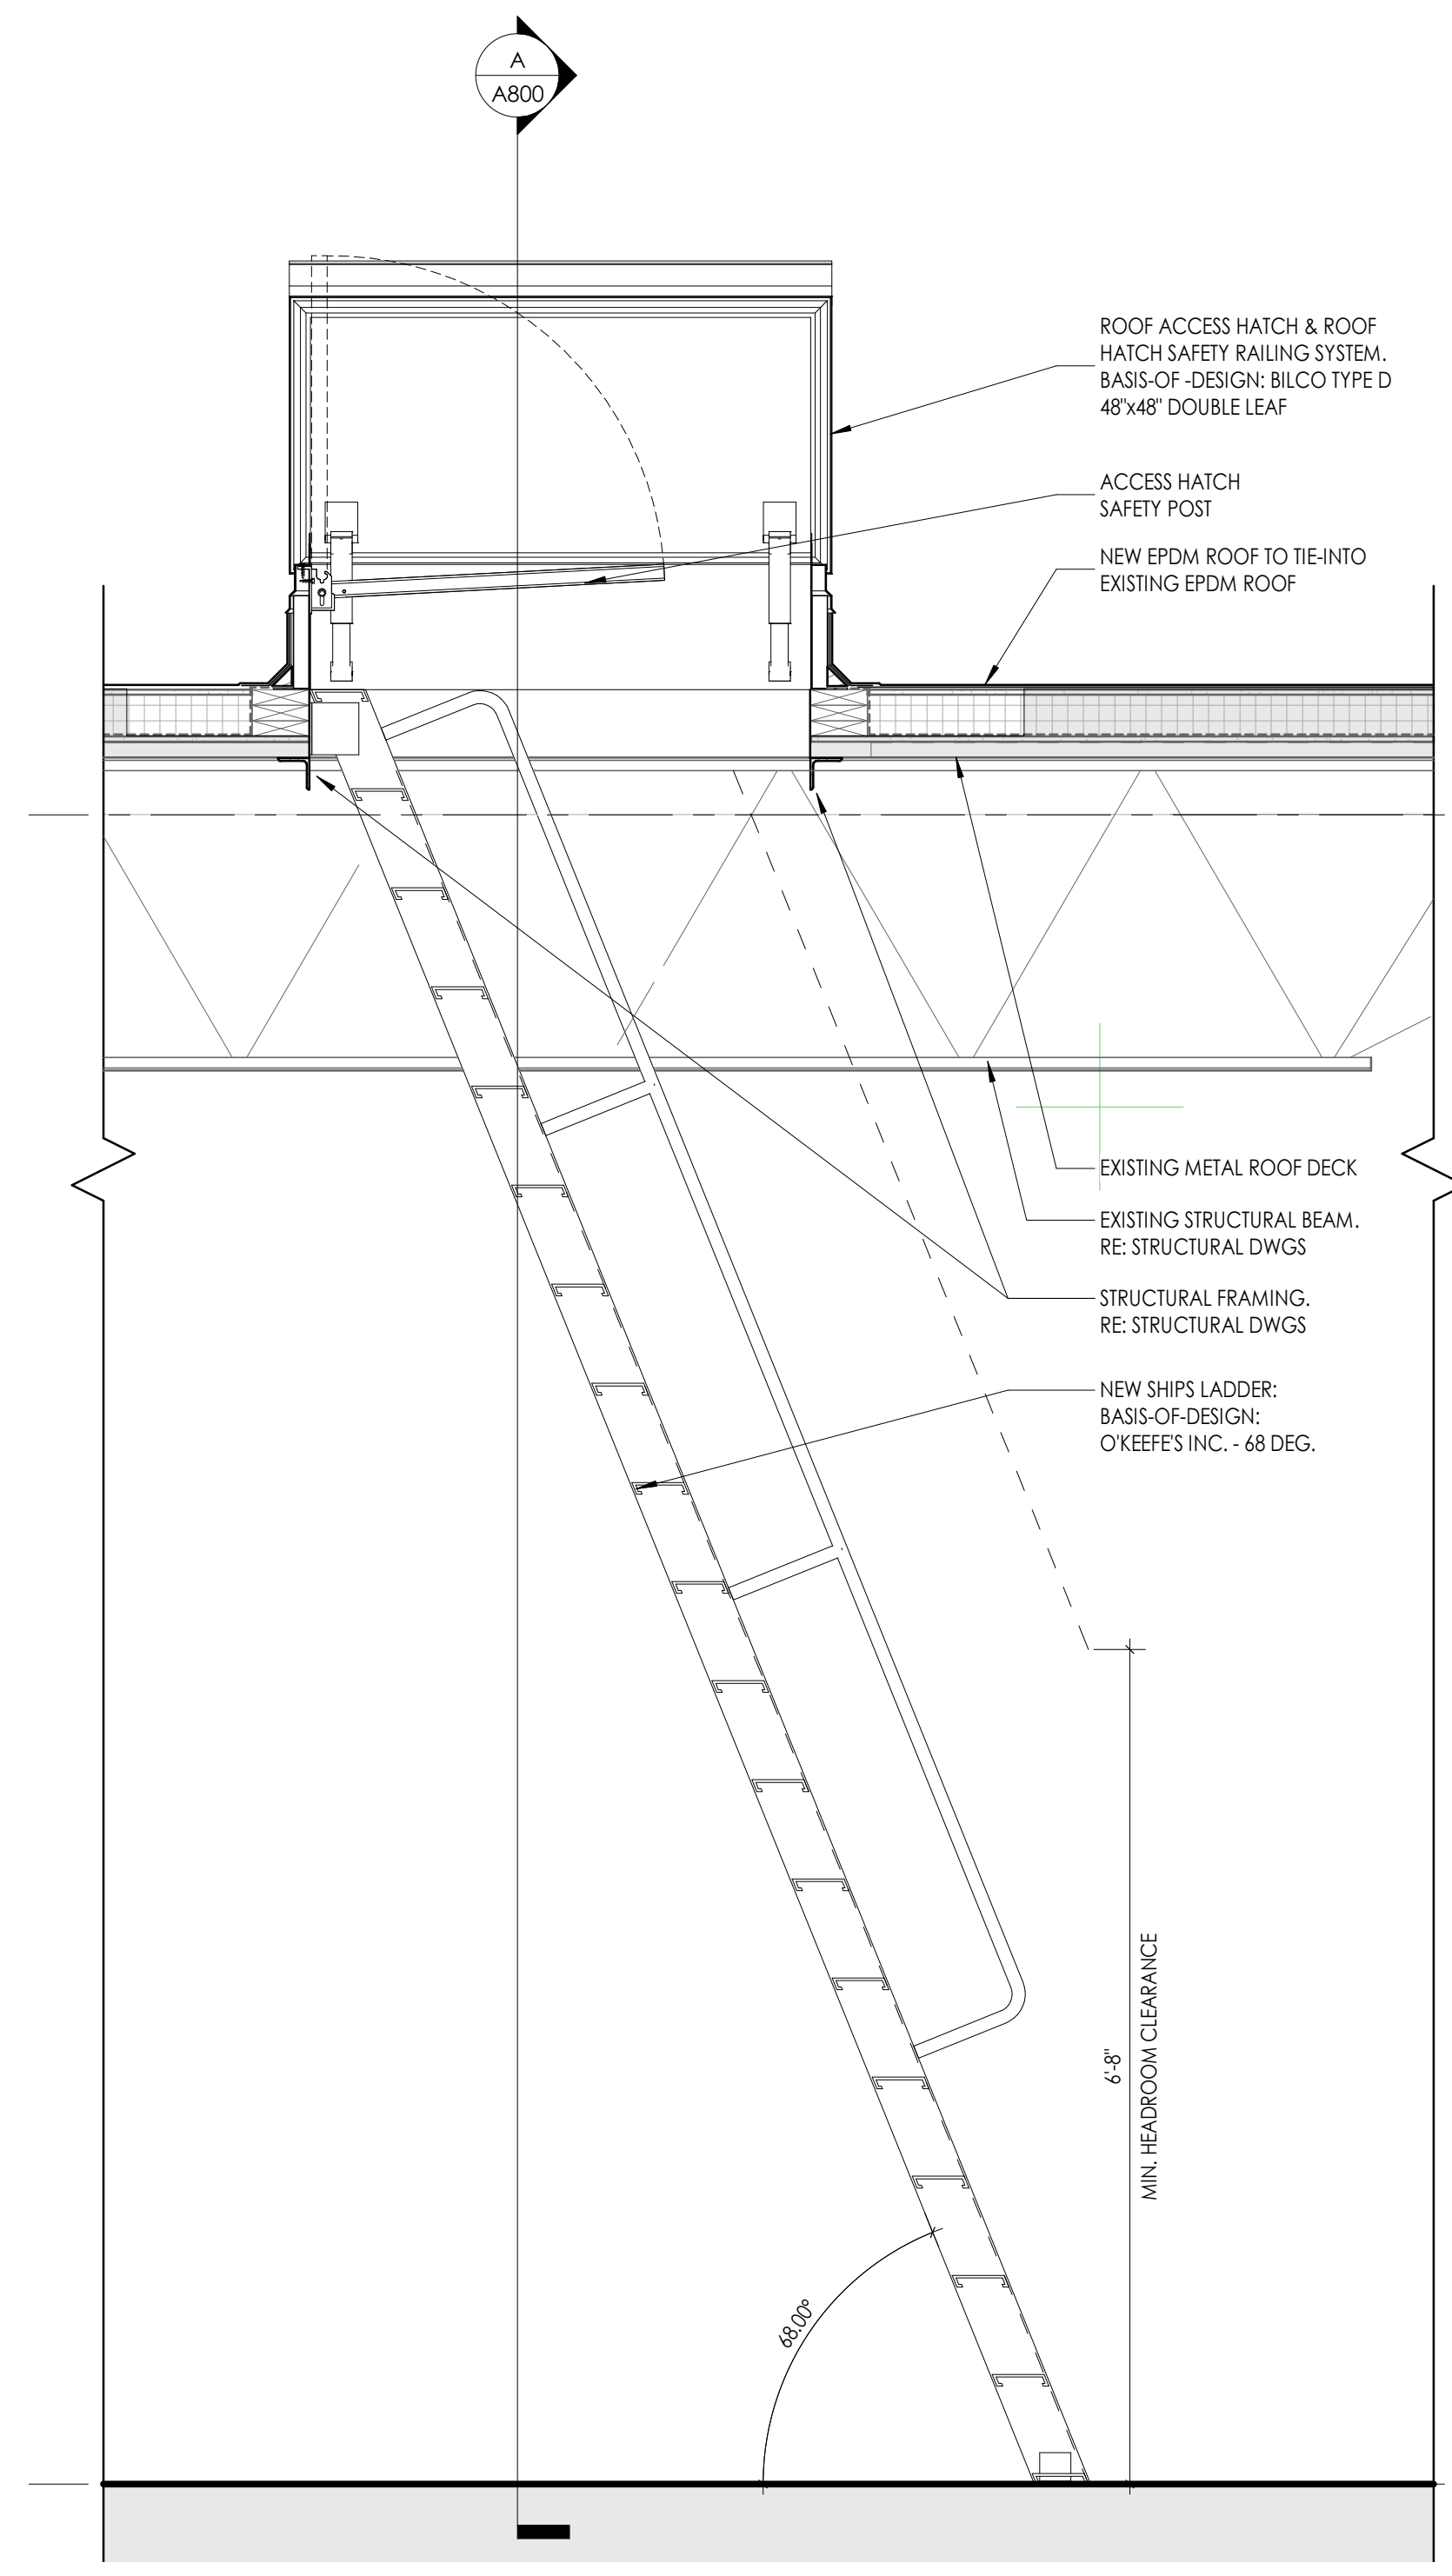 A
A800
ROOF ACCESS HATCH & ROOF
HATCH SAFETY RAILING SYSTEM.
BASIS-OF -DESIGN: BILCO TYPE D
48"x48" DOUBLE LEAF
ACCESS HATCH
SAFETY POST
NEW EPDM ROOF TO TIE-INTO
EXISTING EPDM ROOF
EXISTING METAL ROOF DECK
EXISTING STRUCTURAL BEAM.
RE: STRUCTURAL DWGS
STRUCTURAL FRAMING.
RE: STRUCTURAL DWGS
NEW SHIPS LADDER:
BASIS-OF-DESIGN:
O'KEEFE'S INC. - 68 DEG.
6'-8"
MIN. HEADROOM CLEARANCE
68.00°